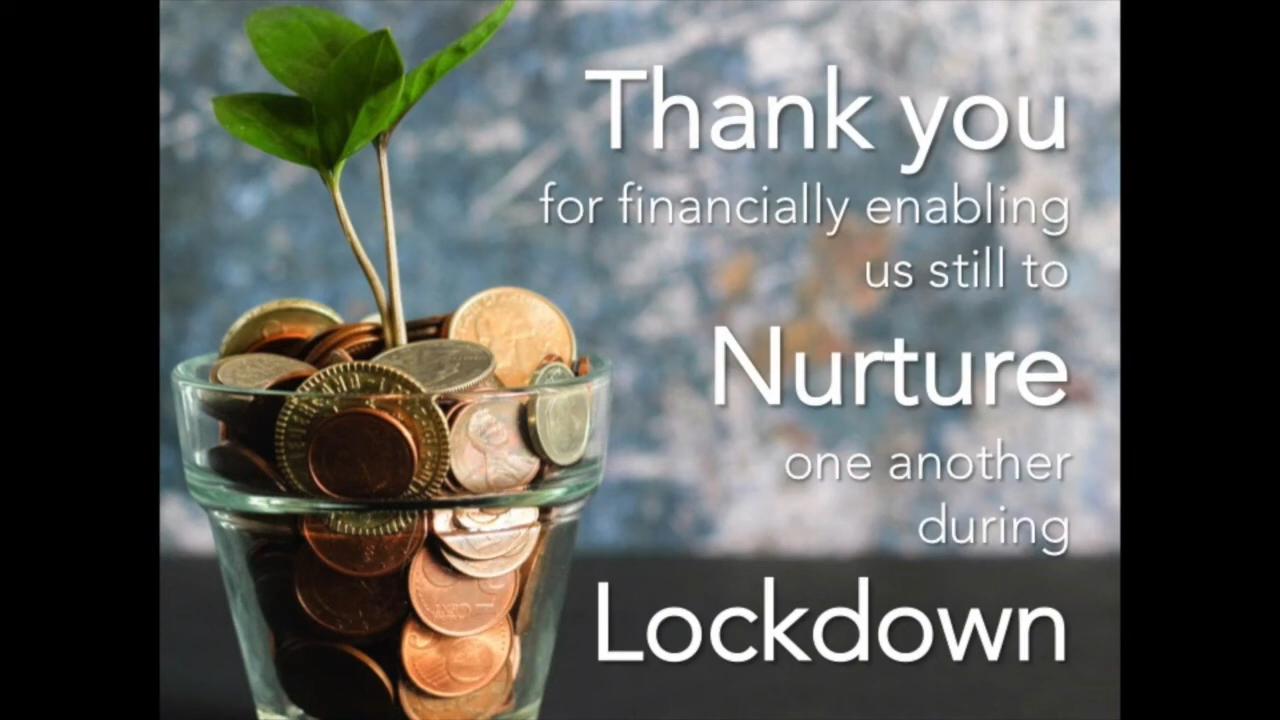 Thank you
for financially enabling
us still to
Nurture
one another
during
Lockdown